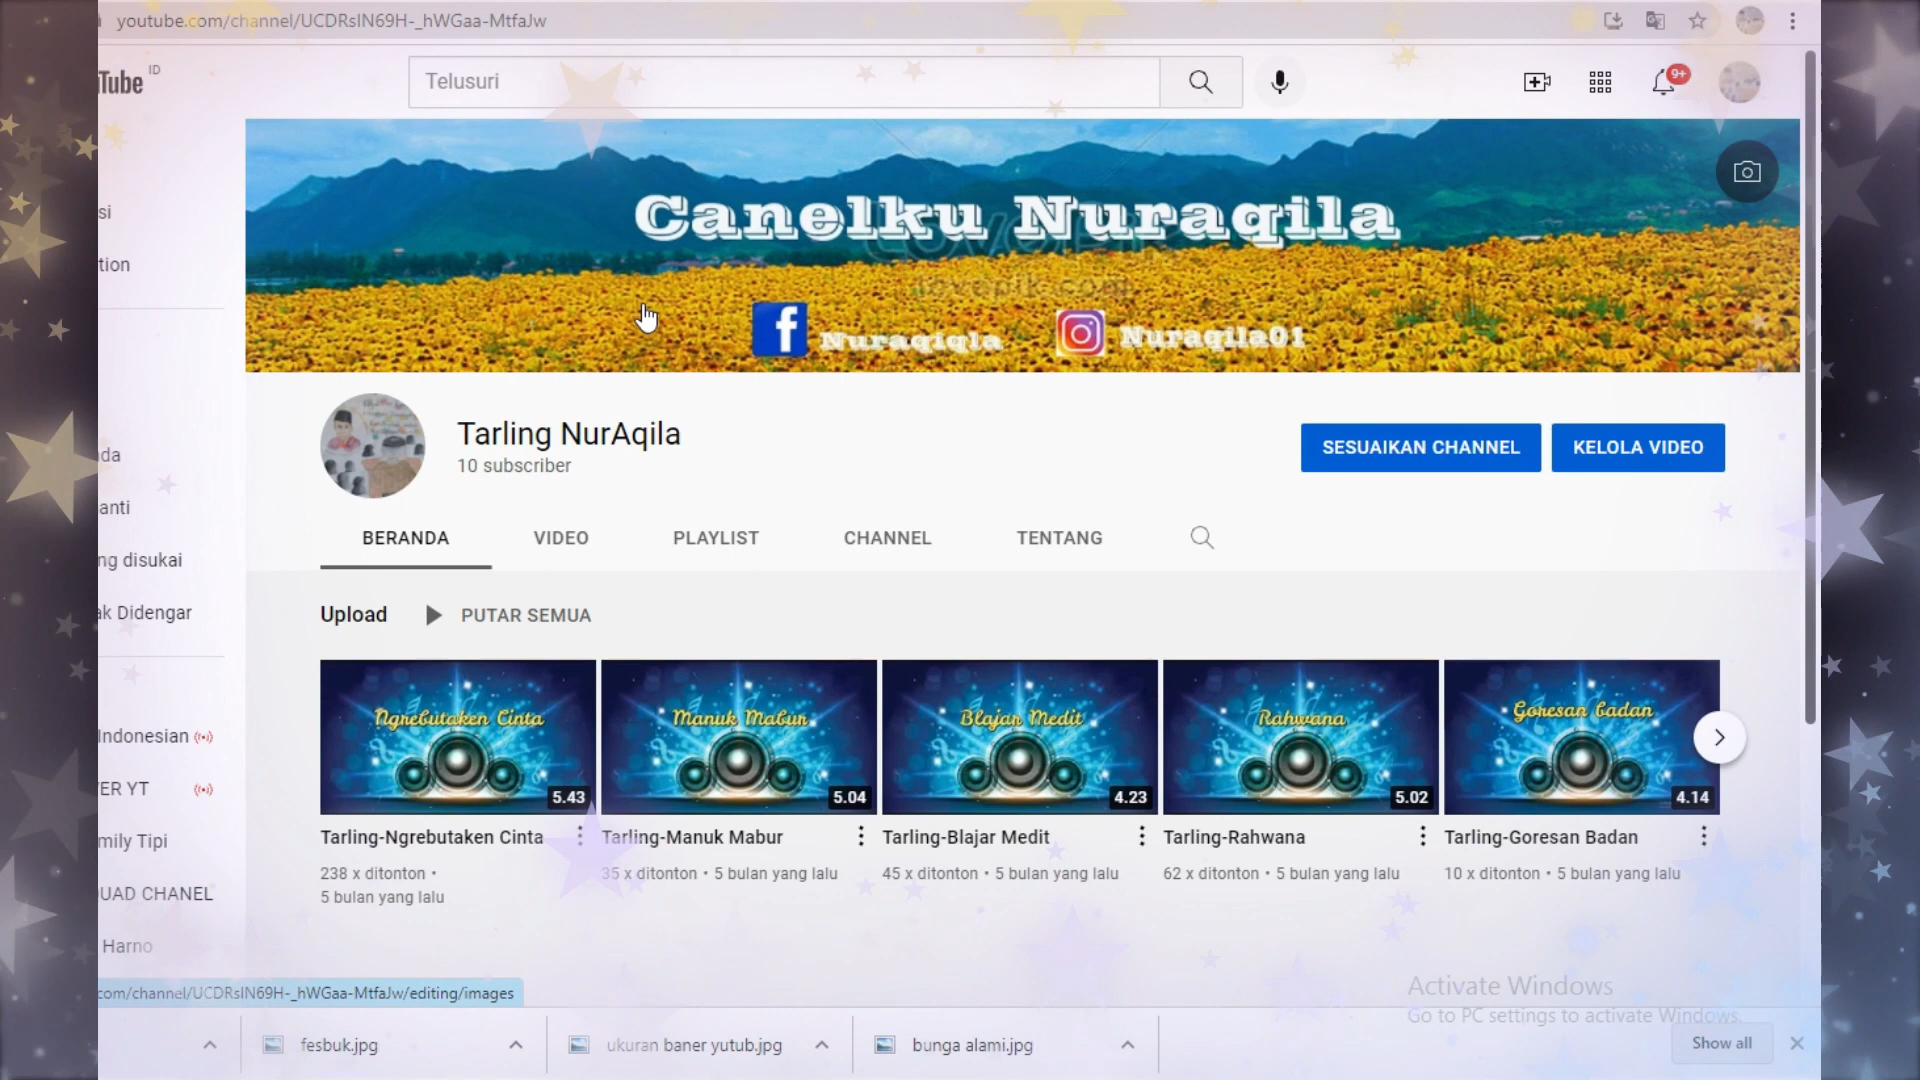 youtube.com/channel/UCDRsIN69H-_hWGaa-MtfaJw
Tube ID
Telusuri
9+
Canelku Nuraqila
lovepik.com
Nuraqiqla
Nuraqila01
si
tion
da
anti
ng disukai
ak Didengar
Indonesian
ER YT
mily Tipi
UAD CHANEL
Harno
Tarling NurAqila
10 subscriber
SESUAIKAN CHANNEL
KELOLA VIDEO
BERANDA VIDEO PLAYLIST CHANNEL TENTANG
Upload PUTAR SEMUA
Ngrebutaken Cinta
5.43
Tarling-Ngrebutaken Cinta
238 x ditonton •
5 bulan yang lalu
Manuk Mabur
5.04
Tarling-Manuk Mabur
35 x ditonton • 5 bulan yang lalu
Blajar Medit
4.23
Tarling-Blajar Medit
45 x ditonton • 5 bulan yang lalu
Rahwana
5.02
Tarling-Rahwana
62 x ditonton • 5 bulan yang lalu
Goresan badan
4.14
Tarling-Goresan Badan
10 x ditonton • 5 bulan yang lalu
com/channel/UCDRsIN69H-_hWGaa-MtfaJw/editing/images
Activate Windows
Go to PC settings to activate Windows.
fesbuk.jpg
ukuran baner yutub.jpg
bunga alami.jpg
Show all